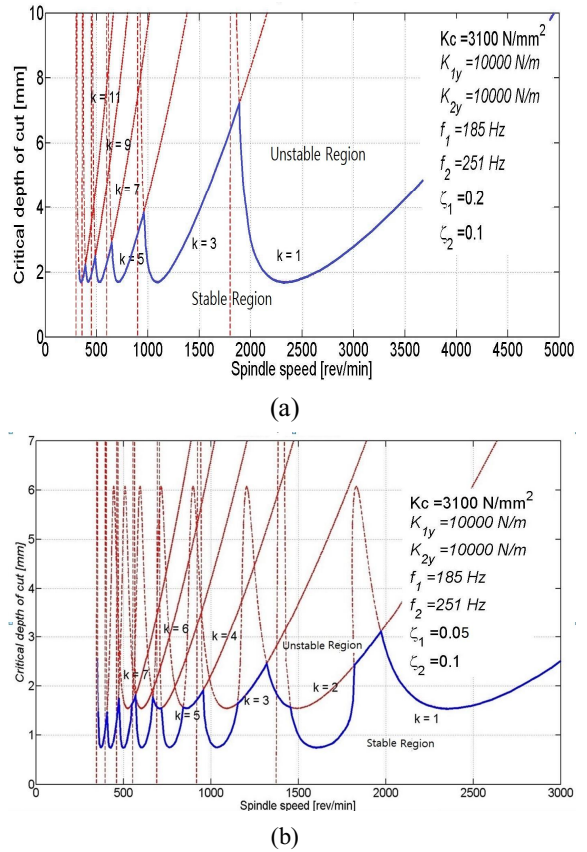 Critical depth of cut [mm]
10
8
6
4
2
0
k = 11
k = 9
k = 7
k = 5
k = 3
k = 1
Unstable Region
Stable Region
Kc =3100 N/mm²
K1y =10000 N/m
K2y =10000 N/m
f1 =185 Hz
f2 =251 Hz
ζ1 =0.2
ζ2 =0.1
0 500 1000 1500 2000 2500 3000 3500 4000 4500 5000
Spindle speed [rev/min]
(a)
Critical depth of cut [mm]
7
6
5
4
3
2
1
0
k = 7
k = 6
k = 5
k = 4
k = 3
k = 2
k = 1
Unstable Region
Stable Region
Kc =3100 N/mm²
K1y =10000 N/m
K2y =10000 N/m
f1 =185 Hz
f2 =251 Hz
ζ1 =0.05
ζ2 =0.1
0 500 1000 1500 2000 2500 3000
Spindle speed [rev/min]
(b)